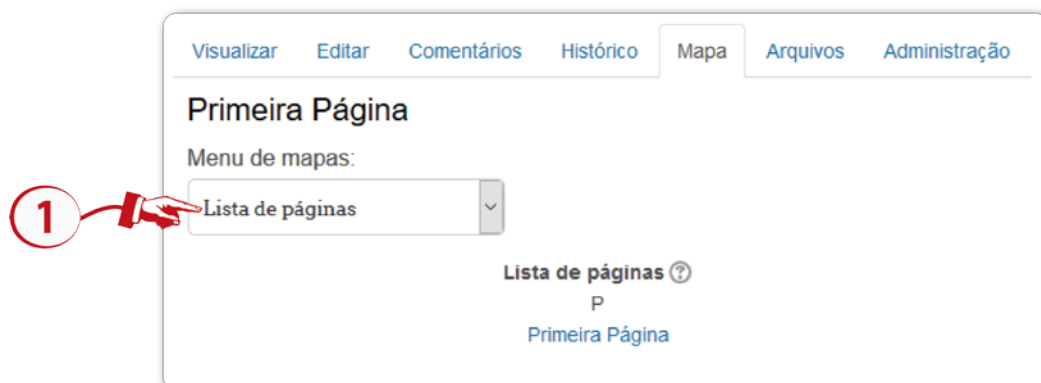 Visualizar Editar Comentários Histórico Mapa Arquivos Administração
Primeira Página
Menu de mapas:
1 Lista de páginas
Lista de páginas ?
P
Primeira Página